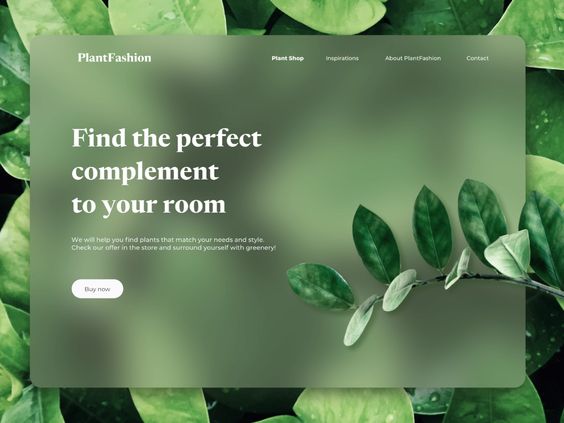 PlantFashion
Plant Shop Inspirations About PlantFashion Contact
Find the perfect
complement
to your room
We will help you find plants that match your needs and style.
Check our offer in the store and surround yourself with greenery!
Buy now